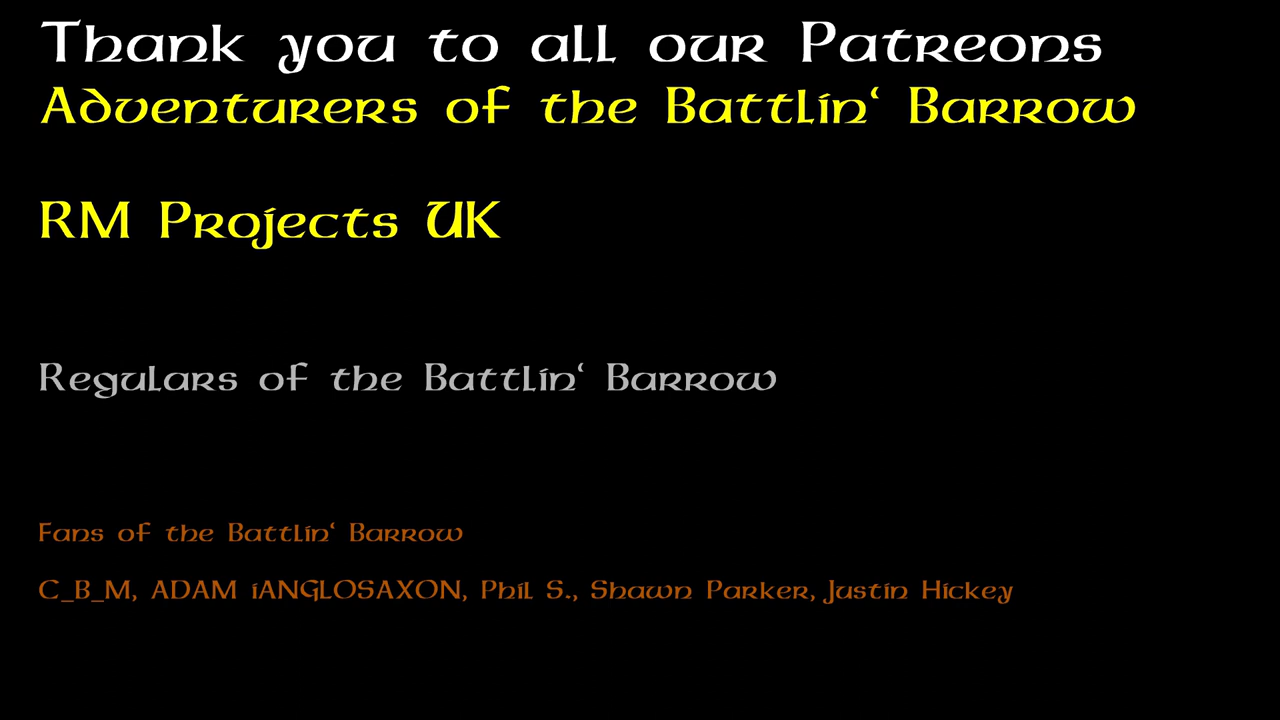 Thank you to all our Patreons
Adventurers of the Battlin‘ Barrow
RM Projects UK
Regulars of the Battlin‘ Barrow
Fans of the Battlin‘ Barrow
C_B_M, ADAM iANGLOSAXON, Phil S., Shawn Parker, Justin Hickey